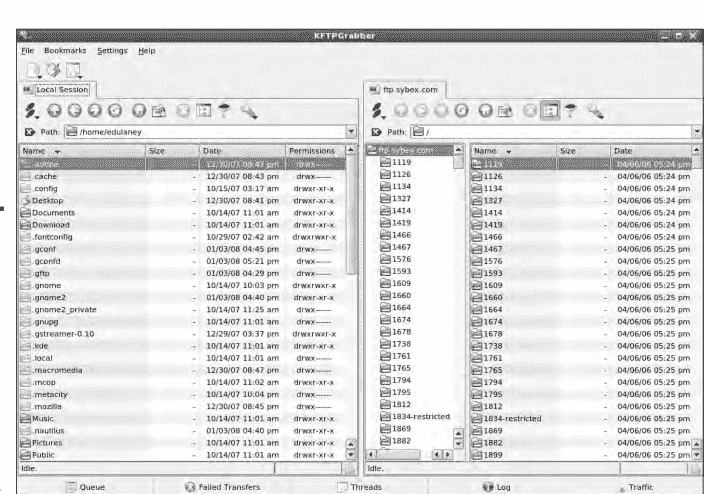 KFTPGrabber
File Bookmarks Settings Help
Local Session
Path: /home/edulaney
Name Size Date Permissions
.adobe - 12/30/07 08:47 pm drwx------
.cache - 12/30/07 08:43 pm drwx------
.config - 10/15/07 03:17 am drwxr-xr-x
Desktop - 12/30/07 08:41 pm drwxr-xr-x
Documents - 10/14/07 11:01 am drwxr-xr-x
Download - 10/14/07 11:01 am drwxr-xr-x
.fontconfig - 10/29/07 02:42 am drwxrwxr-x
.gconf - 01/03/08 04:45 pm drwx------
.gconfd - 01/03/08 05:21 pm drwx------
.gftp - 01/03/08 04:29 pm drwx------
.gnome - 10/14/07 10:03 pm drwxrwxr-x
.gnome2 - 01/03/08 04:40 pm drwxr-xr-x
.gnome2_private - 10/14/07 11:25 am drwx------
.gnupg - 10/14/07 11:01 am drwx------
.gstreamer-0.10 - 12/29/07 03:37 pm drwxrwxr-x
.kde - 10/14/07 11:01 am drwxr-xr-x
.local - 10/14/07 11:01 am drwx------
.macromedia - 12/30/07 08:47 pm drwx------
.mcop - 10/14/07 11:02 am drwxr-xr-x
.metacity - 10/14/07 10:04 pm drwx------
.mozilla - 12/30/07 08:45 pm drwx------
Music - 10/14/07 11:01 am drwxr-xr-x
.nautilus - 01/03/08 04:40 pm drwxr-xr-x
Pictures - 10/14/07 11:01 am drwxr-xr-x
Public - 10/14/07 11:01 am drwxr-xr-x
Idle.
ftp.sybex.com
Path: /
ftp.sybex.com
1119
1126
1134
1327
1414
1419
1466
1467
1576
1593
1609
1660
1664
1674
1678
1738
1761
1765
1794
1795
1812
1834-restricted
1869
1882
Name Size Date
1119 - 04/06/06 05:24 pm
1126 - 04/06/06 05:24 pm
1134 - 04/06/06 05:24 pm
1327 - 04/06/06 05:24 pm
1414 - 04/06/06 05:24 pm
1419 - 04/06/06 05:24 pm
1466 - 04/06/06 05:24 pm
1467 - 04/06/06 05:25 pm
1576 - 04/06/06 05:25 pm
1593 - 04/06/06 05:25 pm
1609 - 04/06/06 05:25 pm
1660 - 04/06/06 05:25 pm
1664 - 04/06/06 05:25 pm
1674 - 04/06/06 05:25 pm
1678 - 04/06/06 05:25 pm
1738 - 04/06/06 05:25 pm
1761 - 04/06/06 05:25 pm
1765 - 04/06/06 05:25 pm
1794 - 04/06/06 05:25 pm
1795 - 04/06/06 05:25 pm
1812 - 04/06/06 05:25 pm
1834-restricted - 04/06/06 05:25 pm
1869 - 04/06/06 05:25 pm
1882 - 04/06/06 05:25 pm
1899 - 04/06/06 05:25 pm
Idle.
Queue Failed Transfers Threads Log Traffic